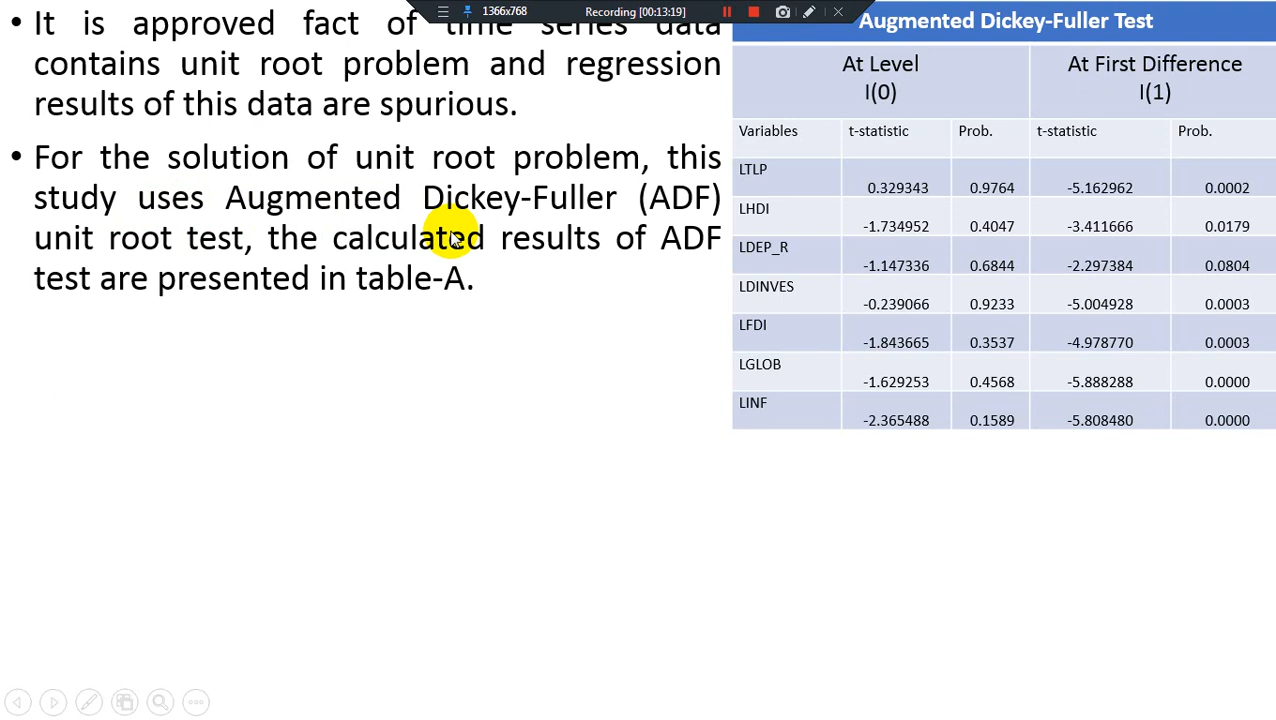 1366x768
Recording [00:13:19]
• It is approved fact of time series data
contains unit root problem and regression
results of this data are spurious.
• For the solution of unit root problem, this
study uses Augmented Dickey-Fuller (ADF)
unit root test, the calculated results of ADF
test are presented in table-A.
Augmented Dickey-Fuller Test
At Level At First Difference
I(0) I(1)
Variables t-statistic Prob. t-statistic Prob.
LTLP 0.329343 0.9764 -5.162962 0.0002
LHDI -1.734952 0.4047 -3.411666 0.0179
LDEP_R -1.147336 0.6844 -2.297384 0.0804
LDINVES -0.239066 0.9233 -5.004928 0.0003
LFDI -1.843665 0.3537 -4.978770 0.0003
LGLOB -1.629253 0.4568 -5.888288 0.0000
LINF -2.365488 0.1589 -5.808480 0.0000